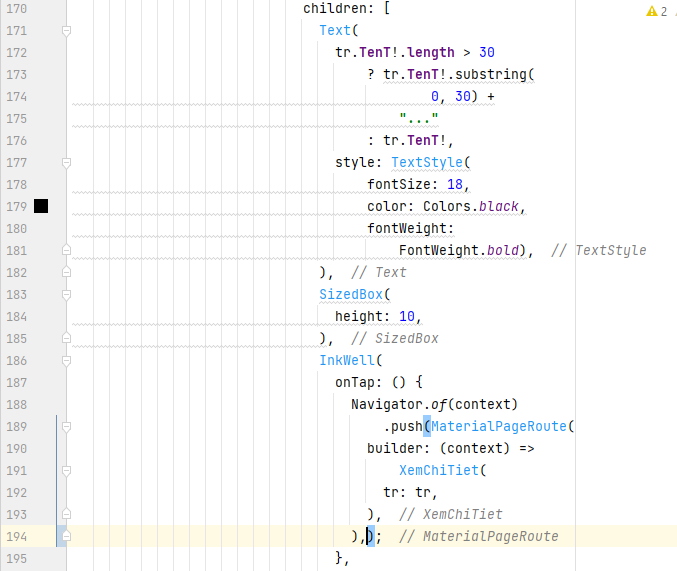 170 children: [ 2
171 Text(
172 tr.TenT!.length > 30
173 ? tr.TenT!.substring(
174 0, 30) +
175 "..."
176 : tr.TenT!,
177 style: TextStyle(
178 fontSize: 18,
179 color: Colors.black,
180 fontWeight:
181 FontWeight.bold), // TextStyle
182 ), // Text
183 SizedBox(
184 height: 10,
185 ), // SizedBox
186 InkWell(
187 onTap: () {
188 Navigator.of(context)
189 .push(MaterialPageRoute(
190 builder: (context) =>
191 XemChiTiet(
192 tr: tr,
193 ), // XemChiTiet
194 ),); // MaterialPageRoute
195 },